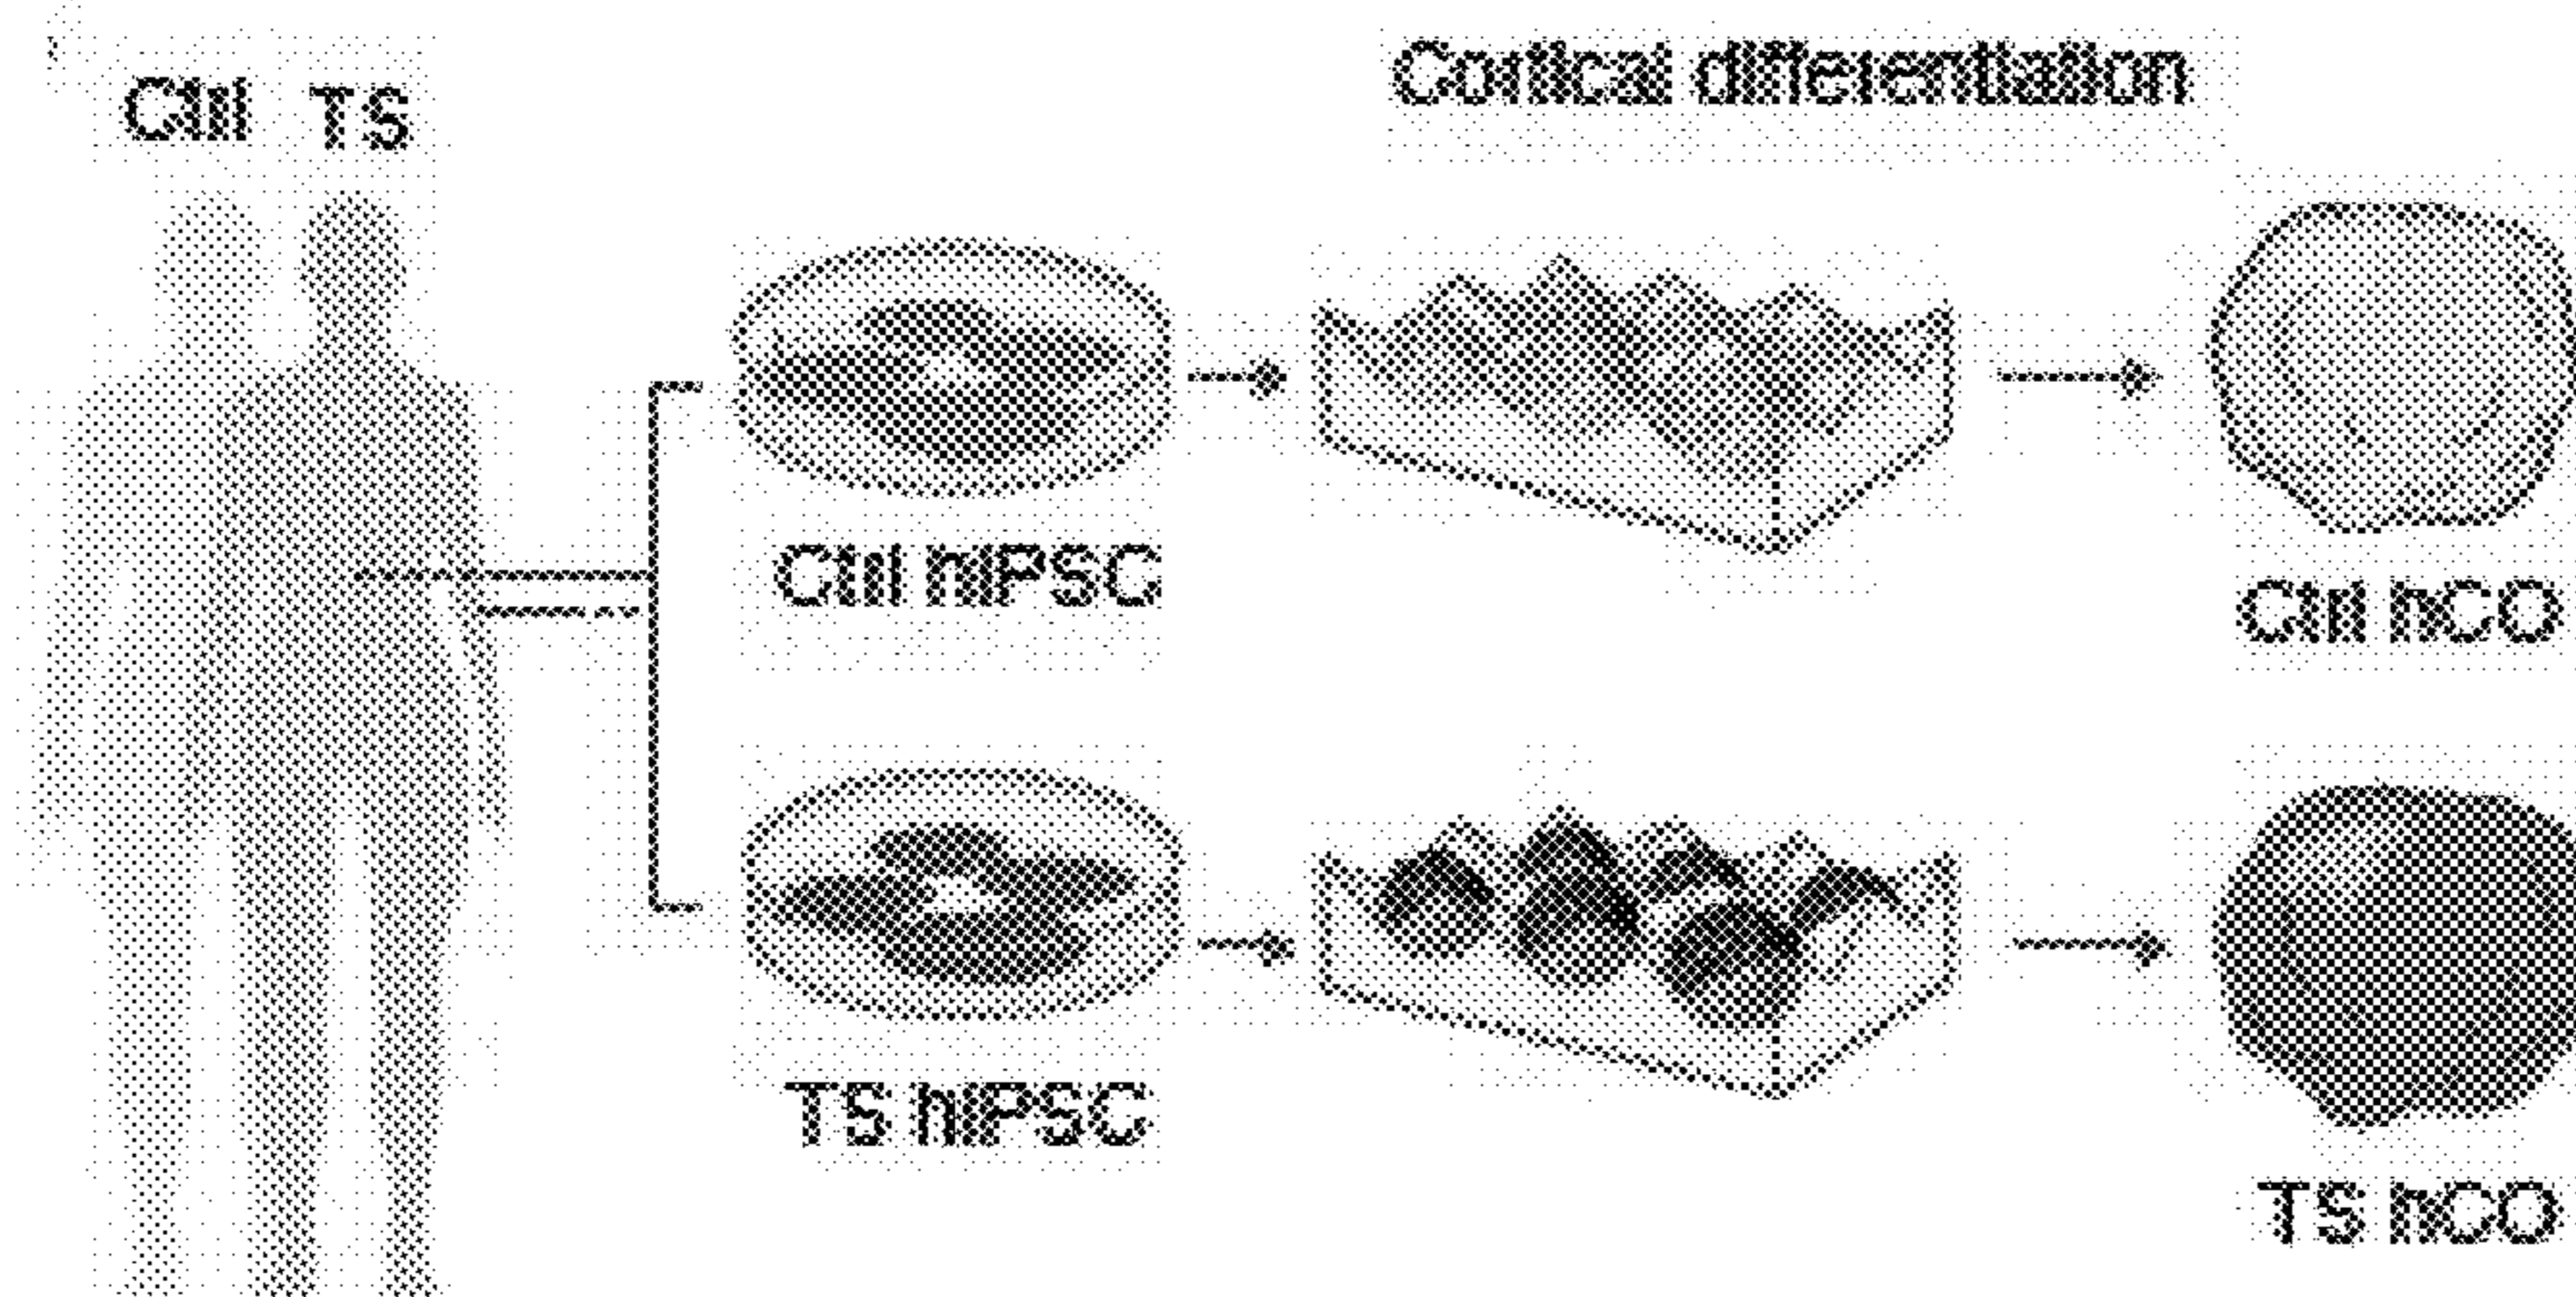 Ctrl TS
Cortical differentiation
Ctrl hiPSC
Ctrl hCO
TS hiPSC
TS hCO